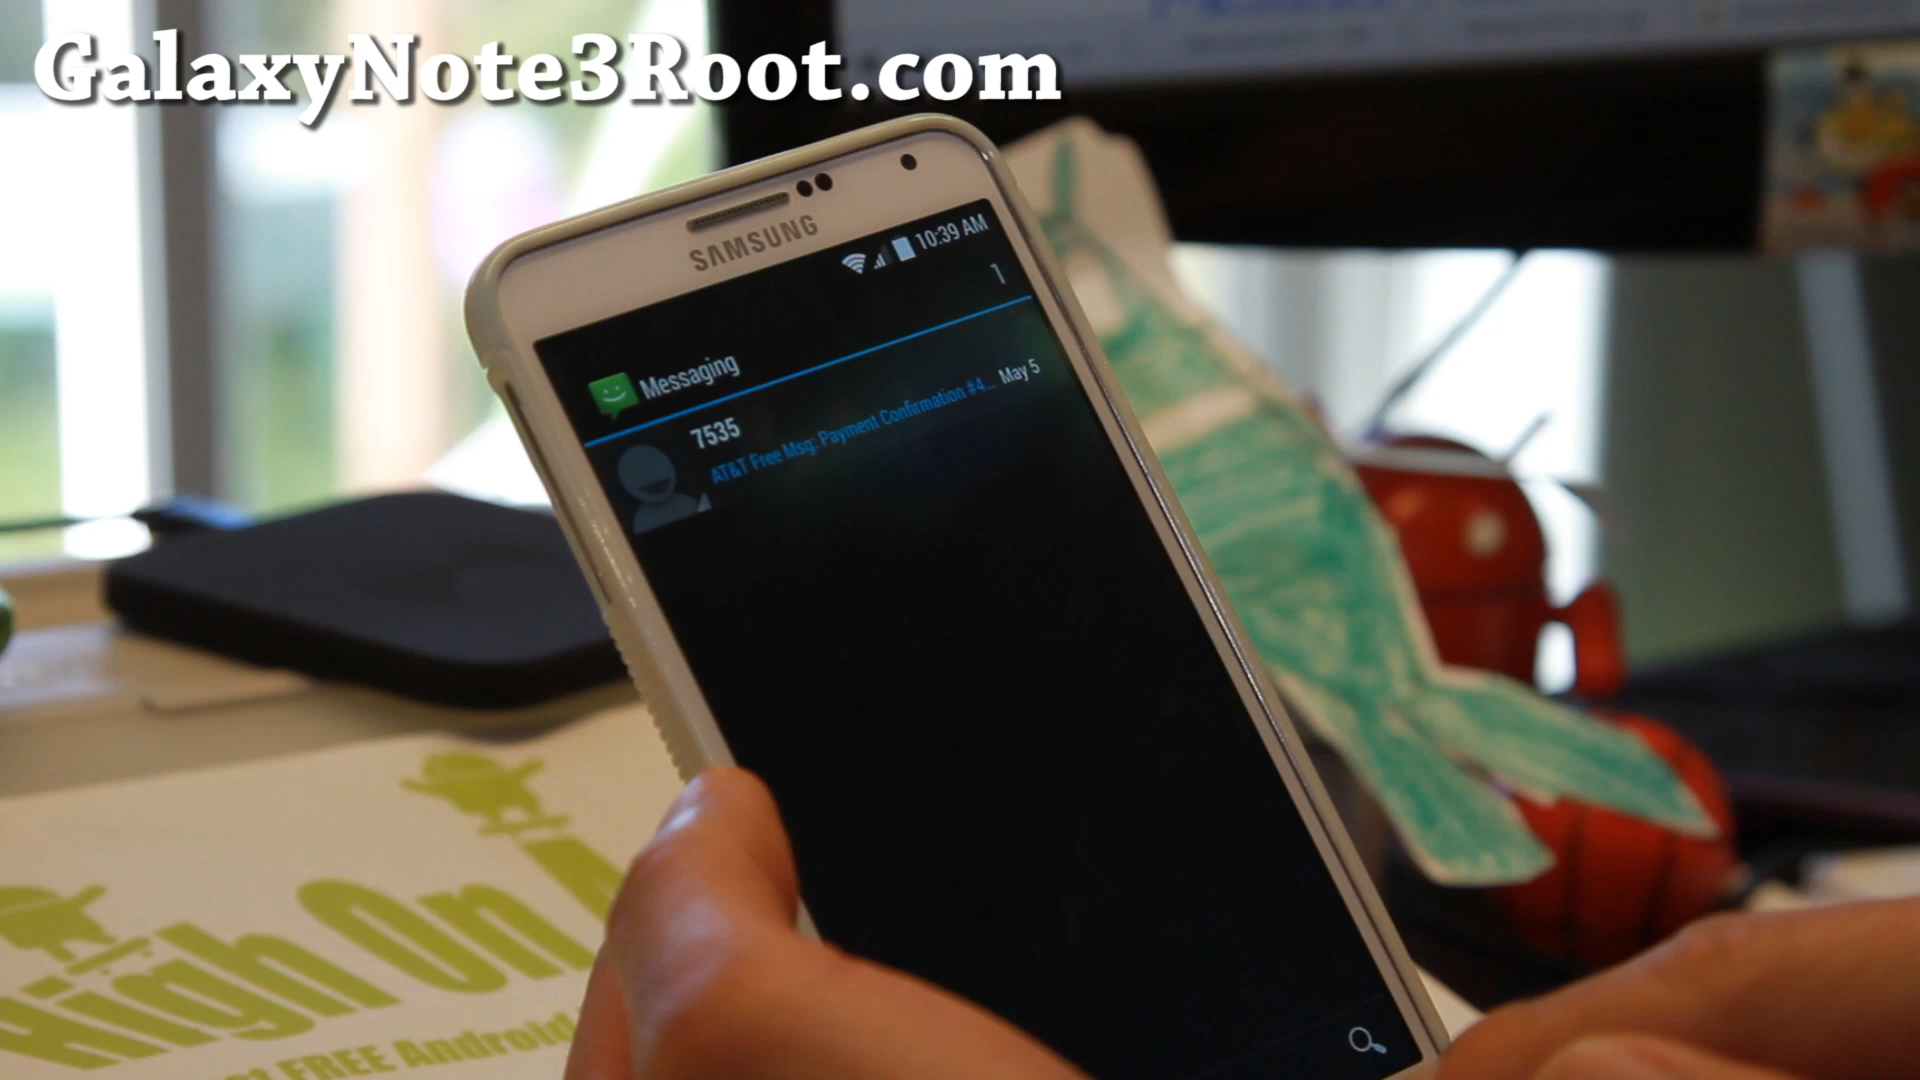 GalaxyNote3Root.com
SAMSUNG
10:39 AM
1
Messaging
7535
AT&T Free Msg: Payment Confirmation #4... May 5
High On A
FREE Android